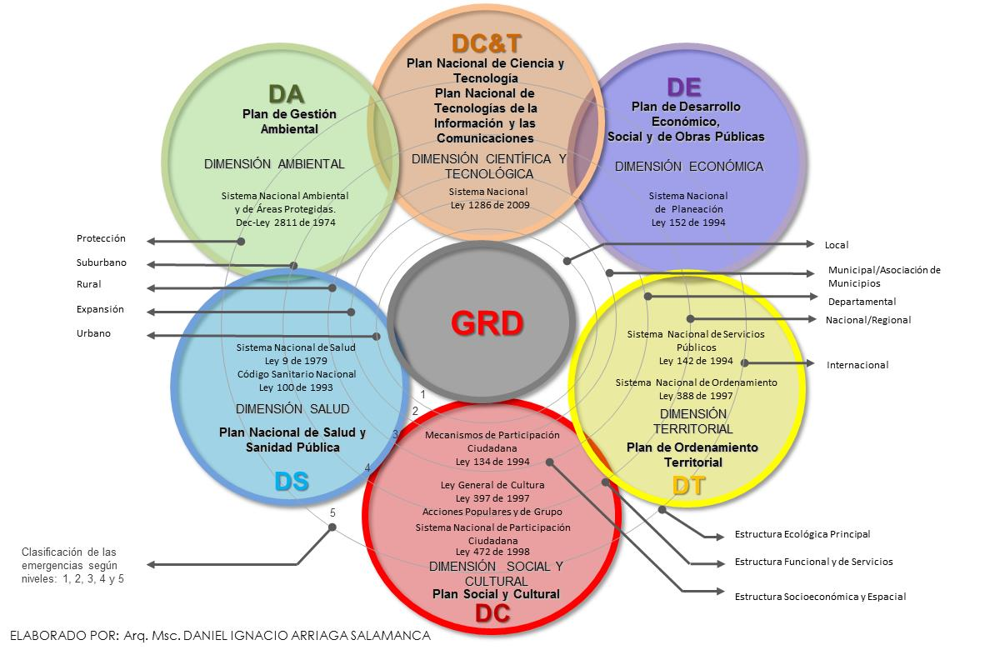 DC&T
Plan Nacional de Ciencia y
Tecnología
Plan Nacional de
Tecnologías de la
Información y las
Comunicaciones
DIMENSIÓN CIENTÍFICA Y
TECNOLÓGICA
Sistema Nacional
Ley 1286 de 2009
DA
Plan de Gestión
Ambiental
DIMENSIÓN AMBIENTAL
Sistema Nacional Ambiental
y de Áreas Protegidas.
Dec-Ley 2811 de 1974
DE
Plan de Desarrollo
Económico,
Social y de Obras Públicas
DIMENSIÓN ECONÓMICA
Sistema Nacional
de Planeación
Ley 152 de 1994
Protección
Suburbano
Rural
Expansión
Urbano
GRD
Local
Municipal/Asociación de
Municipios
Departamental
Nacional/Regional
Internacional
Sistema Nacional de Salud
Ley 9 de 1979
Código Sanitario Nacional
Ley 100 de 1993
DIMENSIÓN SALUD
Plan Nacional de Salud y
Sanidad Pública
DS
Sistema Nacional de Servicios
Públicos
Ley 142 de 1994
Sistema Nacional de Ordenamiento
Ley 388 de 1997
DIMENSIÓN
TERRITORIAL
Plan de Ordenamiento
Territorial
DT
1
2
3
4
5
Mecanismos de Participación
Ciudadana
Ley 134 de 1994
Ley General de Cultura
Ley 397 de 1997
Acciones Populares y de Grupo
Sistema Nacional de Participación
Ciudadana
Ley 472 de 1998
DIMENSIÓN SOCIAL Y
CULTURAL
Plan Social y Cultural
DC
Estructura Ecológica Principal
Estructura Funcional y de Servicios
Estructura Socioeconómica y Espacial
Clasificación de las
emergencias según
niveles: 1, 2, 3, 4 y 5
ELABORADO POR: Arq. Msc. DANIEL IGNACIO ARRIAGA SALAMANCA